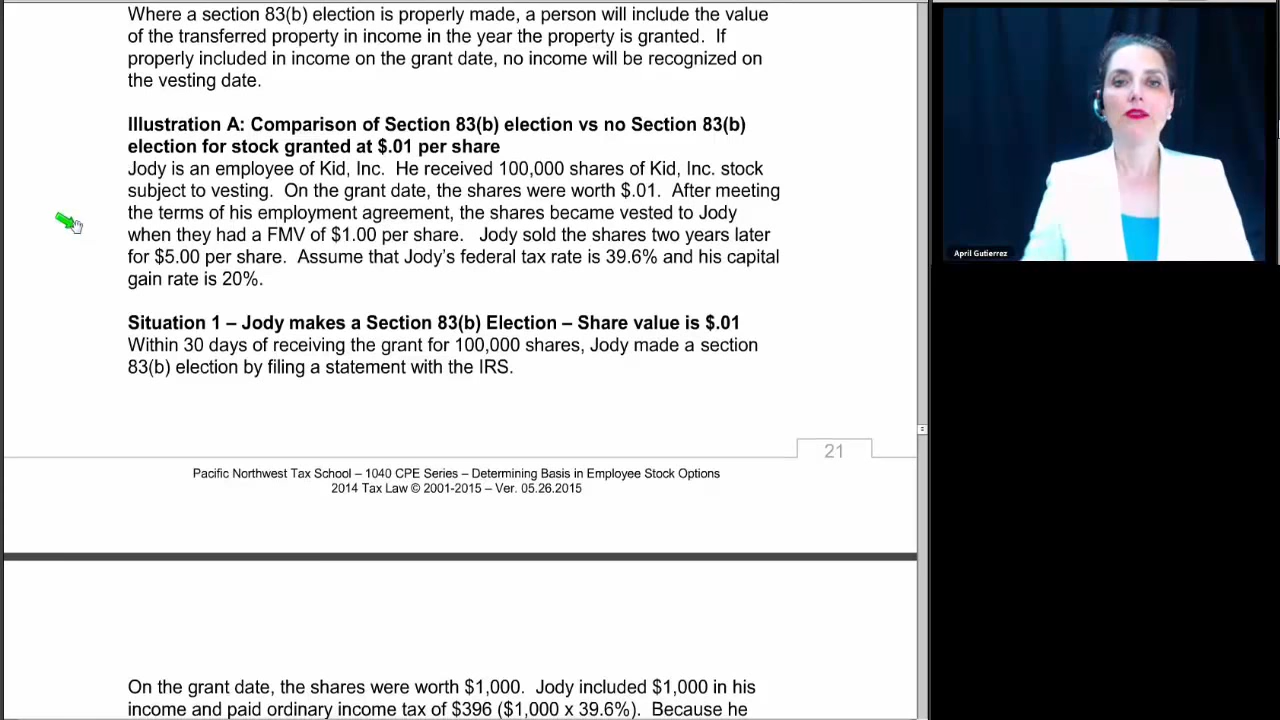 Where a section 83(b) election is properly made, a person will include the value
of the transferred property in income in the year the property is granted.  If
properly included in income on the grant date, no income will be recognized on
the vesting date.
Illustration A: Comparison of Section 83(b) election vs no Section 83(b)
election for stock granted at $.01 per share
Jody is an employee of Kid, Inc.  He received 100,000 shares of Kid, Inc. stock
subject to vesting.  On the grant date, the shares were worth $.01.  After meeting
the terms of his employment agreement, the shares became vested to Jody
when they had a FMV of $1.00 per share.   Jody sold the shares two years later
for $5.00 per share.  Assume that Jody's federal tax rate is 39.6% and his capital
gain rate is 20%.
Situation 1 – Jody makes a Section 83(b) Election – Share value is $.01
Within 30 days of receiving the grant for 100,000 shares, Jody made a section
83(b) election by filing a statement with the IRS.
21
Pacific Northwest Tax School – 1040 CPE Series – Determining Basis in Employee Stock Options
2014 Tax Law © 2001-2015 – Ver. 05.26.2015
On the grant date, the shares were worth $1,000.  Jody included $1,000 in his
income and paid ordinary income tax of $396 ($1,000 x 39.6%).  Because he
April Gutierrez